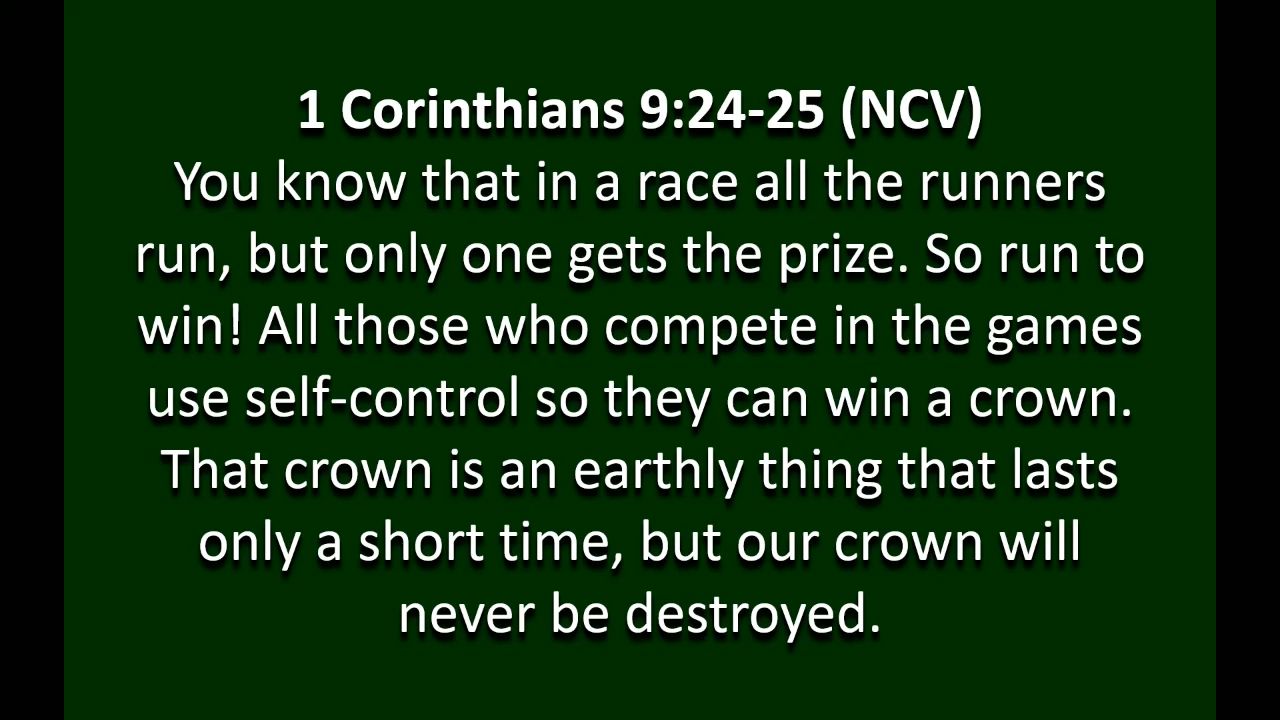 1 Corinthians 9:24-25 (NCV)
You know that in a race all the runners
run, but only one gets the prize. So run to
win! All those who compete in the games
use self-control so they can win a crown.
That crown is an earthly thing that lasts
only a short time, but our crown will
never be destroyed.